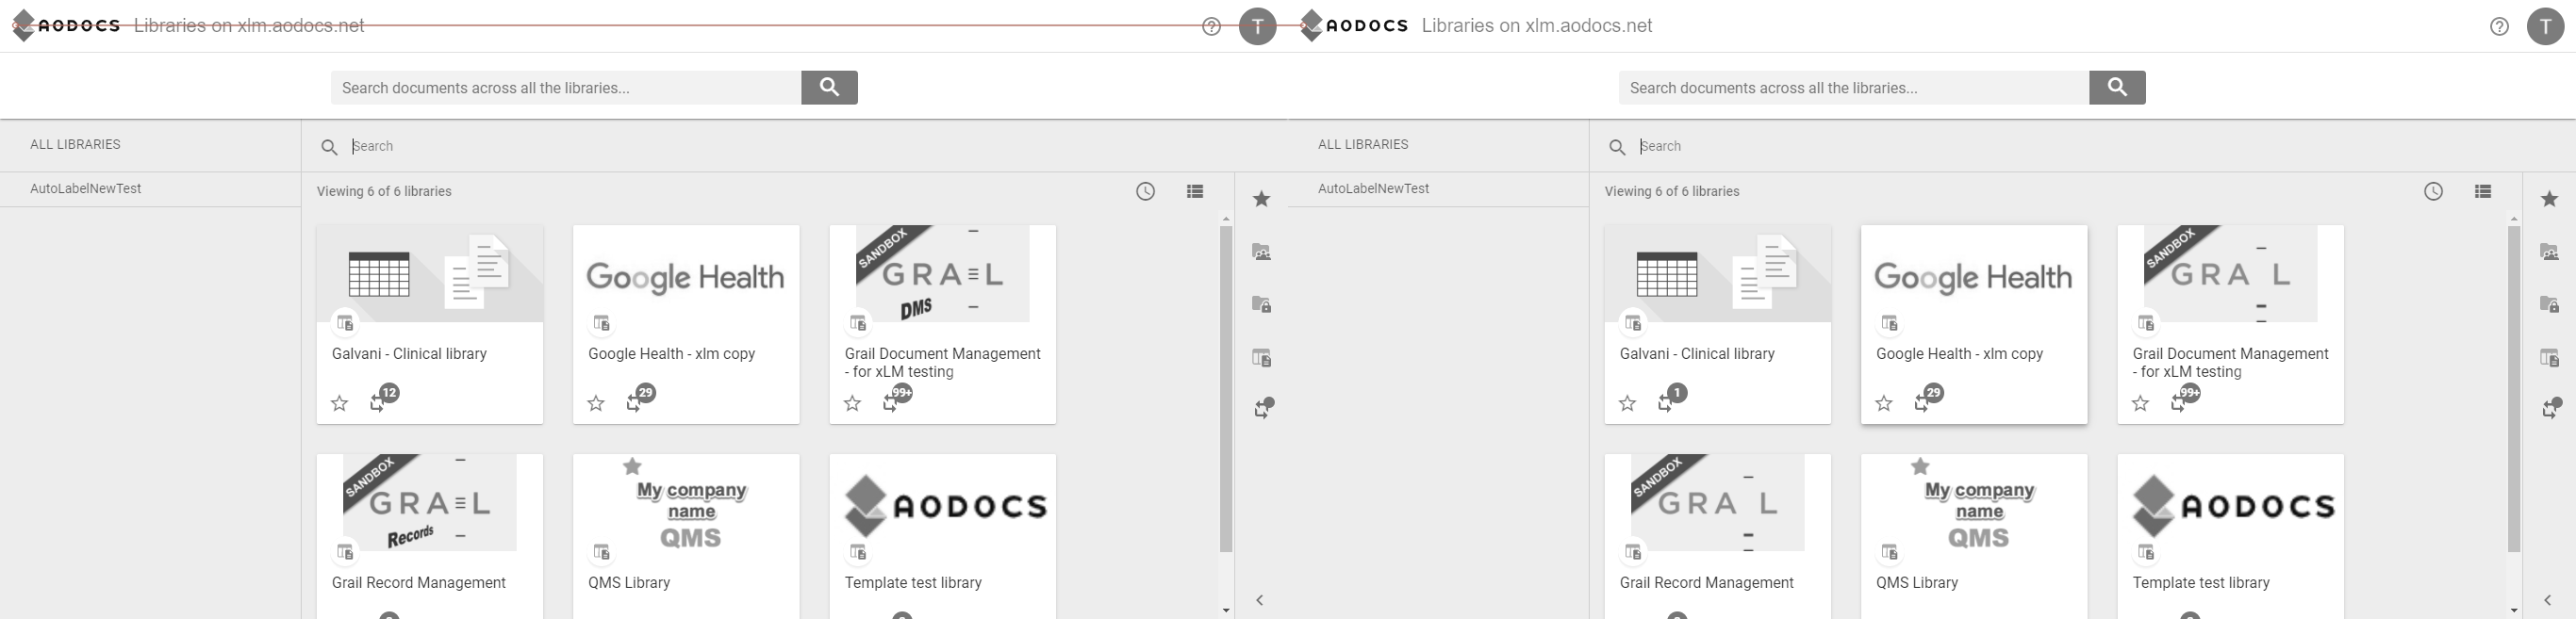 AODOCS Libraries on xlm.aodocs.net T
Search documents across all the libraries...
ALL LIBRARIES
Search
AutoLabelNewTest
Viewing 6 of 6 libraries
Galvani - Clinical library
12
Google Health
Google Health - xlm copy
29
SANDBOX
GRAIL
DMS
Grail Document Management
- for xLM testing
99+
SANDBOX
GRAIL
Records
Grail Record Management
My company
name
QMS
QMS Library
AODOCS
Template test library
AODOCS Libraries on xlm.aodocs.net T
Search documents across all the libraries...
ALL LIBRARIES
Search
AutoLabelNewTest
Viewing 6 of 6 libraries
Galvani - Clinical library
1
Google Health
Google Health - xlm copy
29
SANDBOX
GRA L
Grail Document Management
- for xLM testing
99+
SANDBOX
GRA L
Grail Record Management
My company
name
QMS
QMS Library
AODOCS
Template test library